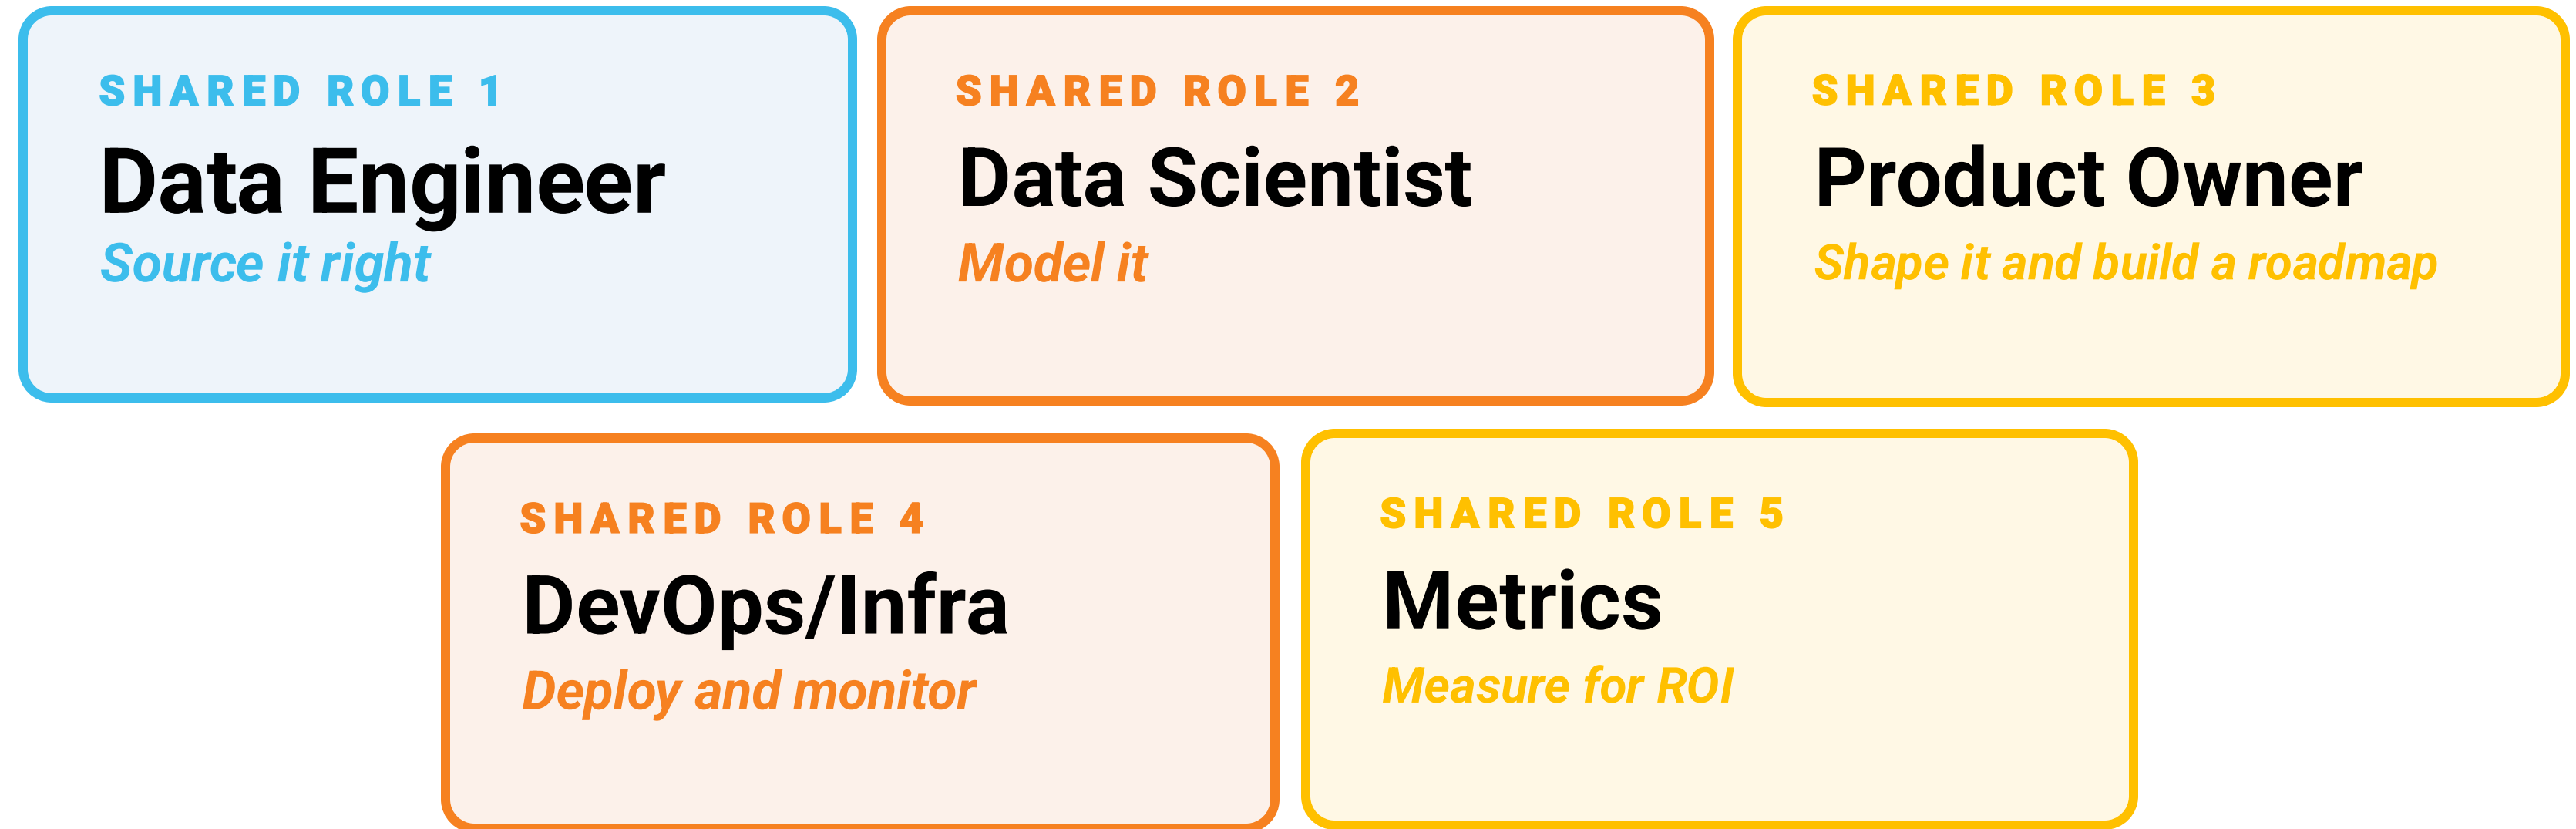 SHARED ROLE 1
Data Engineer
Source it right
SHARED ROLE 2
Data Scientist
Model it
SHARED ROLE 3
Product Owner
Shape it and build a roadmap
SHARED ROLE 4
DevOps/Infra
Deploy and monitor
SHARED ROLE 5
Metrics
Measure for ROI